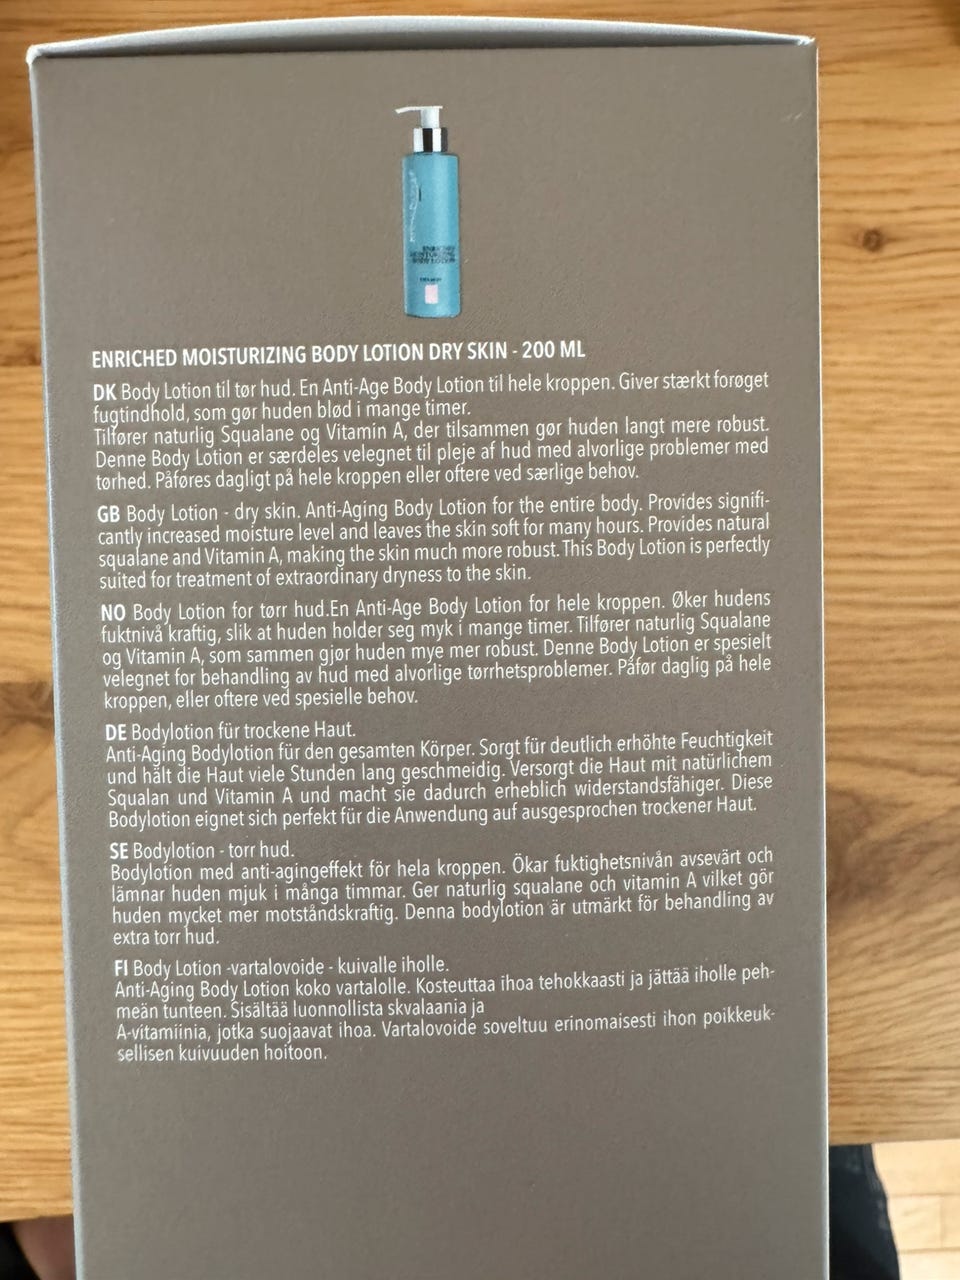 ENRICHED
MOISTURIZING
BODY LOTION
ENRICHED MOISTURIZING BODY LOTION DRY SKIN - 200 ML
DK Body Lotion til tør hud. En Anti-Age Body Lotion til hele kroppen. Giver stærkt forøget
fugtindhold, som gør huden blød i mange timer.
Tilfører naturlig Squalane og Vitamin A, der tilsammen gør huden langt mere robust.
Denne Body Lotion er særdeles velegnet til pleje af hud med alvorlige problemer med
tørhed. Påføres dagligt på hele kroppen eller oftere ved særlige behov.
GB Body Lotion - dry skin. Anti-Aging Body Lotion for the entire body. Provides signifi-
cantly increased moisture level and leaves the skin soft for many hours. Provides natural
squalane and Vitamin A, making the skin much more robust. This Body Lotion is perfectly
suited for treatment of extraordinary dryness to the skin.
NO Body Lotion for tørr hud.En Anti-Age Body Lotion for hele kroppen. Øker hudens
fuktnivå kraftig, slik at huden holder seg myk i mange timer. Tilfører naturlig Squalane
og Vitamin A, som sammen gjør huden mye mer robust. Denne Body Lotion er spesielt
velegnet for behandling av hud med alvorlige tørrhetsproblemer. Påfør daglig på hele
kroppen, eller oftere ved spesielle behov.
DE Bodylotion für trockene Haut.
Anti-Aging Bodylotion für den gesamten Körper. Sorgt für deutlich erhöhte Feuchtigkeit
und hält die Haut viele Stunden lang geschmeidig. Versorgt die Haut mit natürlichem
Squalan und Vitamin A und macht sie dadurch erheblich widerstandsfähiger. Diese
Bodylotion eignet sich perfekt für die Anwendung auf ausgesprochen trockener Haut.
SE Bodylotion - torr hud.
Bodylotion med anti-agingeffekt för hela kroppen. Ökar fuktighetsnivån avsevärt och
lämnar huden mjuk i många timmar. Ger naturlig squalane och vitamin A vilket gör
huden mycket mer motståndskraftig. Denna bodylotion är utmärkt för behandling av
extra torr hud.
FI Body Lotion -vartalovoide - kuivalle iholle.
Anti-Aging Body Lotion koko vartalolle. Kosteuttaa ihoa tehokkaasti ja jättää iholle peh-
meän tunteen. Sisältää luonnollista skvalaania ja
A-vitamiinia, jotka suojaavat ihoa. Vartalovoide soveltuu erinomaisesti ihon poikkeuk-
sellisen kuivuuden hoitoon.